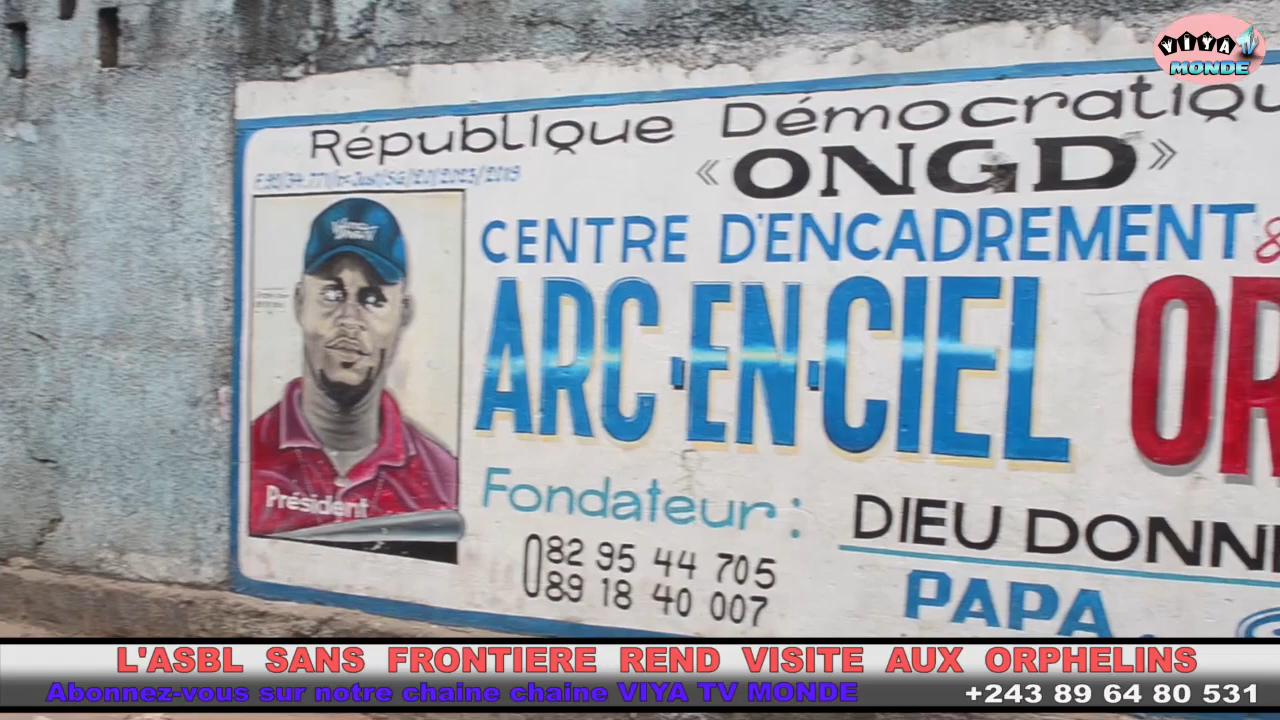 VIYA TV
MONDE
République Démocratiqu
« ONGD »
CENTRE D'ENCADREMENT &
ARC-EN-CIEL OR
Président
Fondateur : DIEU DONN
082 95 44 705
089 18 40 007
PAPA
L'ASBL SANS FRONTIERE REND VISITE AUX ORPHELINS
Abonnez-vous sur notre chaine chaine VIYA TV MONDE +243 89 64 80 531